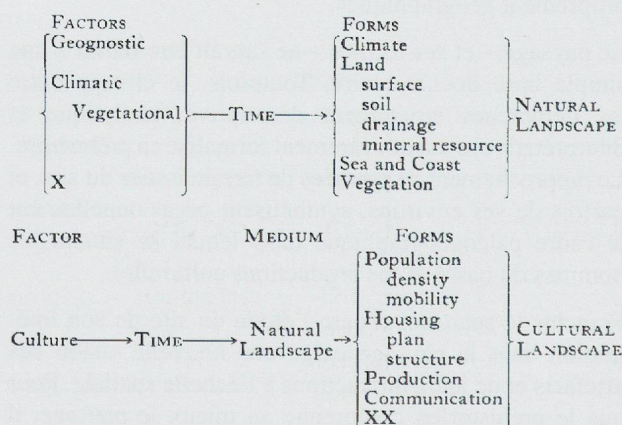 FACTORS FORMS
Geognostic Climate
Land
Climatic surface
soil
Vegetational TIME drainage NATURAL LANDSCAPE
mineral resource
Sea and Coast
X Vegetation
FACTOR MEDIUM FORMS
Population
density
mobility
Housing
Culture TIME Natural Landscape plan CULTURAL LANDSCAPE
structure
Production
Communication
XX